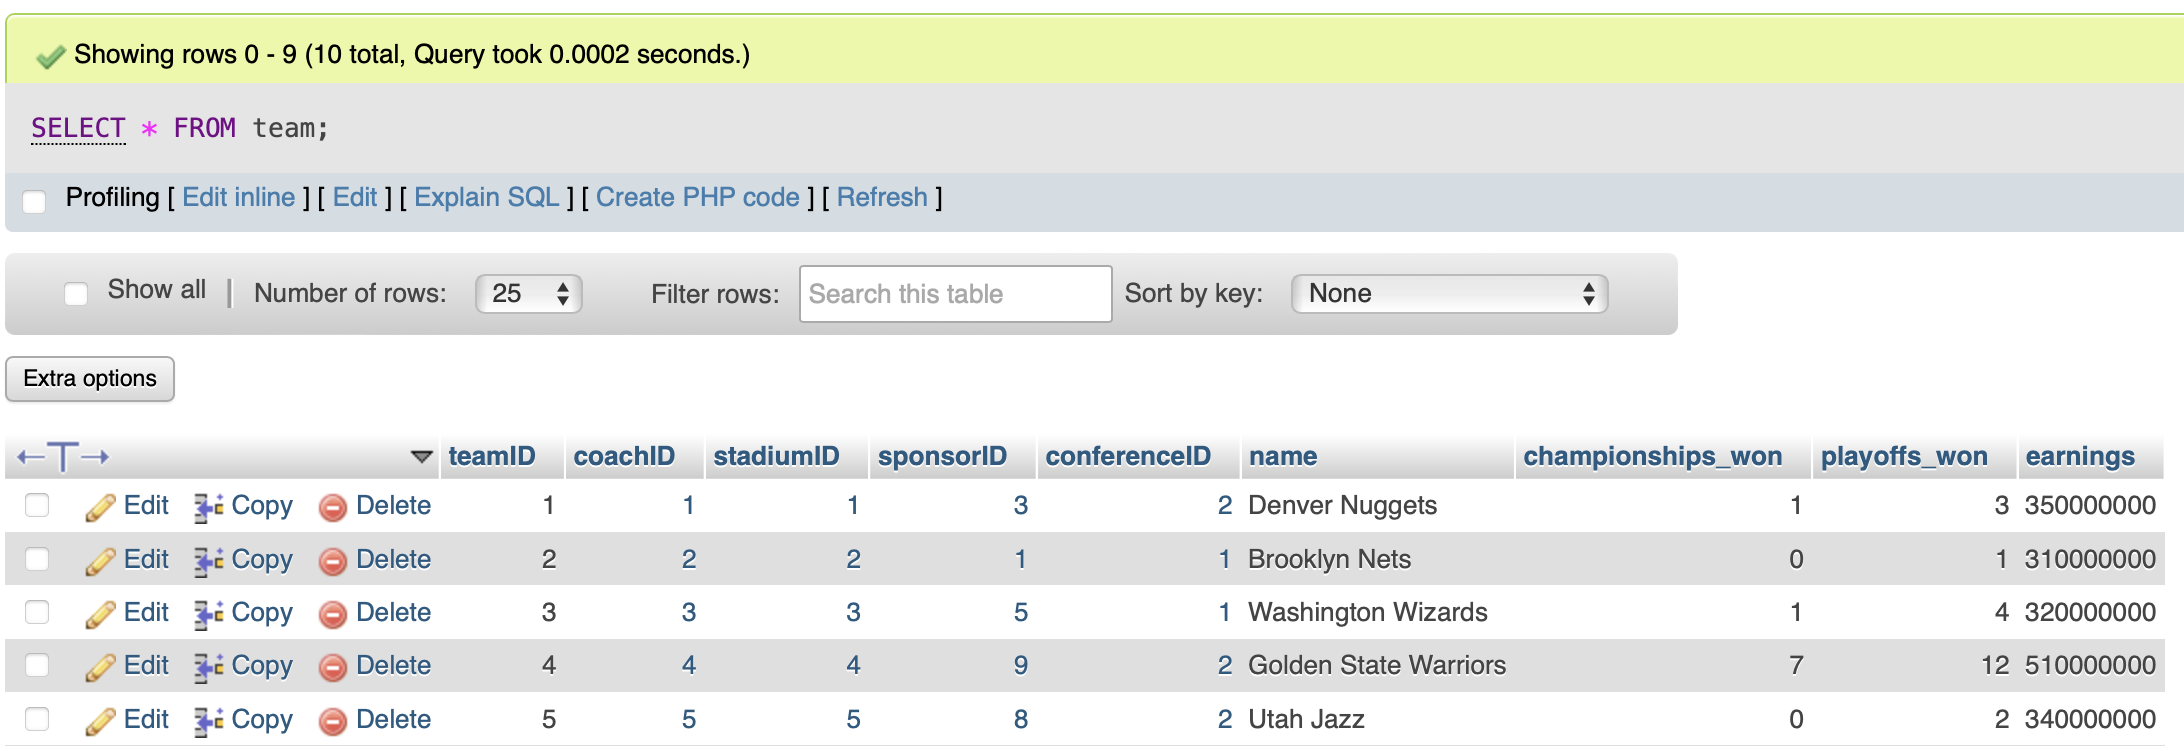 Showing rows 0 - 9 (10 total, Query took 0.0002 seconds.)
SELECT * FROM team;
Profiling [ Edit inline ] [ Edit ] [ Explain SQL ] [ Create PHP code ] [ Refresh ]
Show all | Number of rows: 25 Filter rows: Search this table Sort by key: None
Extra options
←T→ teamID coachID stadiumID sponsorID conferenceID name championships_won playoffs_won earnings
Edit Copy Delete 1 1 1 3 2 Denver Nuggets 1 3 350000000
Edit Copy Delete 2 2 2 1 1 Brooklyn Nets 0 1 310000000
Edit Copy Delete 3 3 3 5 1 Washington Wizards 1 4 320000000
Edit Copy Delete 4 4 4 9 2 Golden State Warriors 7 12 510000000
Edit Copy Delete 5 5 5 8 2 Utah Jazz 0 2 340000000